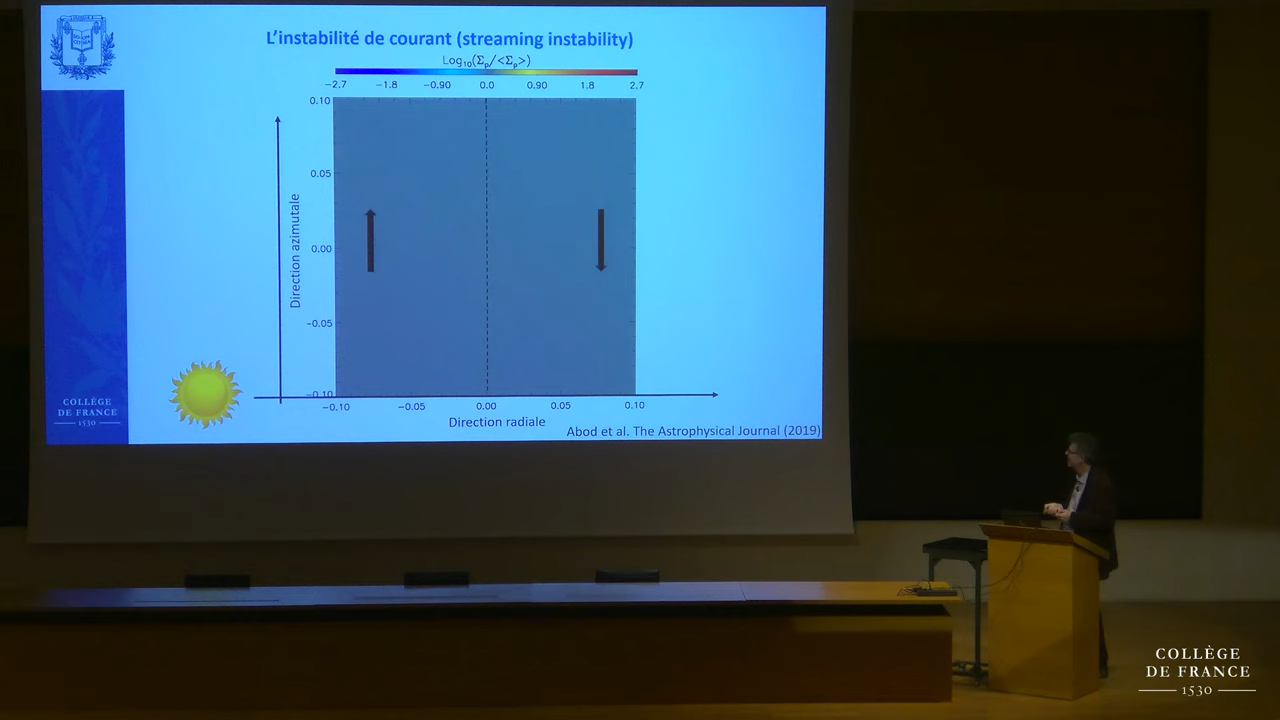 L'instabilité de courant (streaming instability)
Log₁₀(Σₚ/<Σₚ>)
−2.7 −1.8 −0.90 0.0 0.90 1.8 2.7
0.10
0.05
0.00
−0.05
−0.10
Direction azimutale
−0.10 −0.05 0.00 0.05 0.10
Direction radiale
Abod et al. The Astrophysical Journal (2019)
COLLÈGE
DE FRANCE
1530
COLLÈGE
DE FRANCE
1530